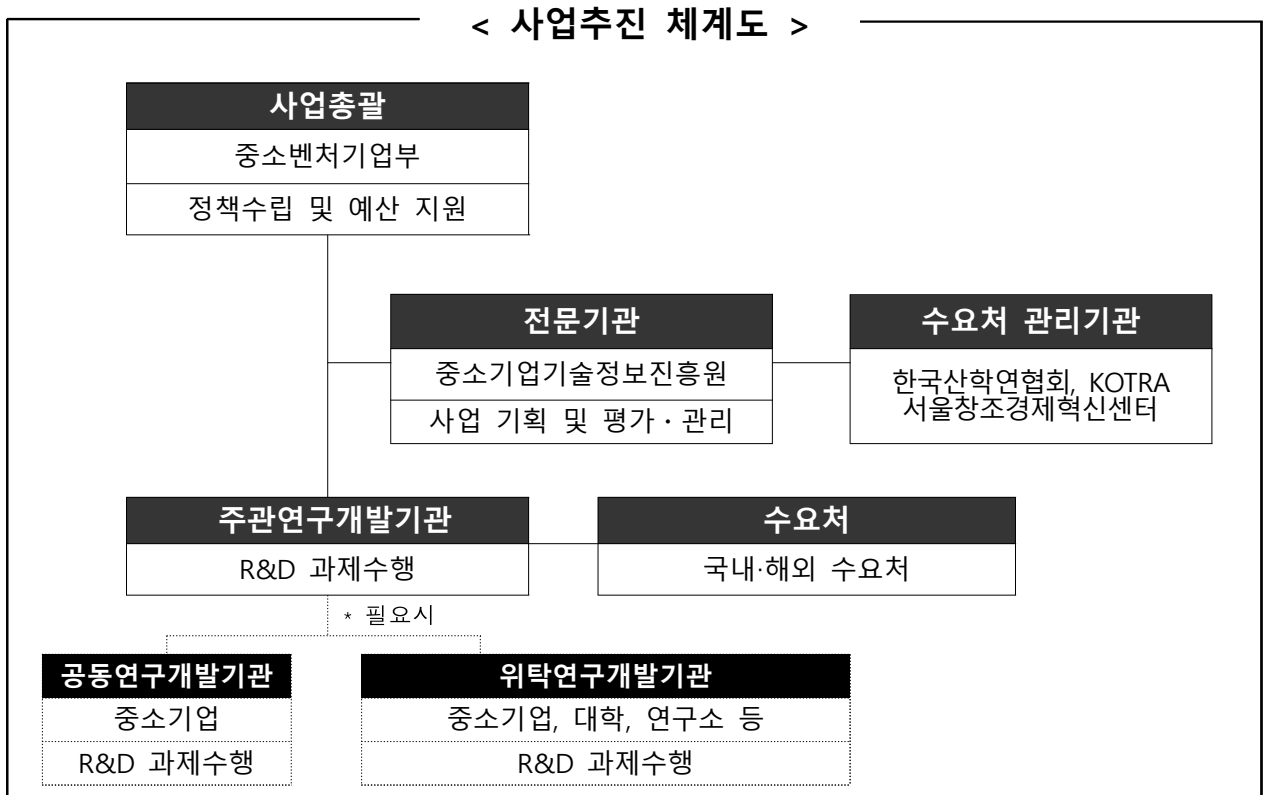 < 사업추진 체계도 >
사업총괄
중소벤처기업부
정책수립 및 예산 지원
전문기관
중소기업기술정보진흥원
사업 기획 및 평가·관리
수요처 관리기관
한국산학연협회, KOTRA
서울창조경제혁신센터
주관연구개발기관
R&D 과제수행
수요처
국내·해외 수요처
* 필요시
공동연구개발기관
중소기업
R&D 과제수행
위탁연구개발기관
중소기업, 대학, 연구소 등
R&D 과제수행